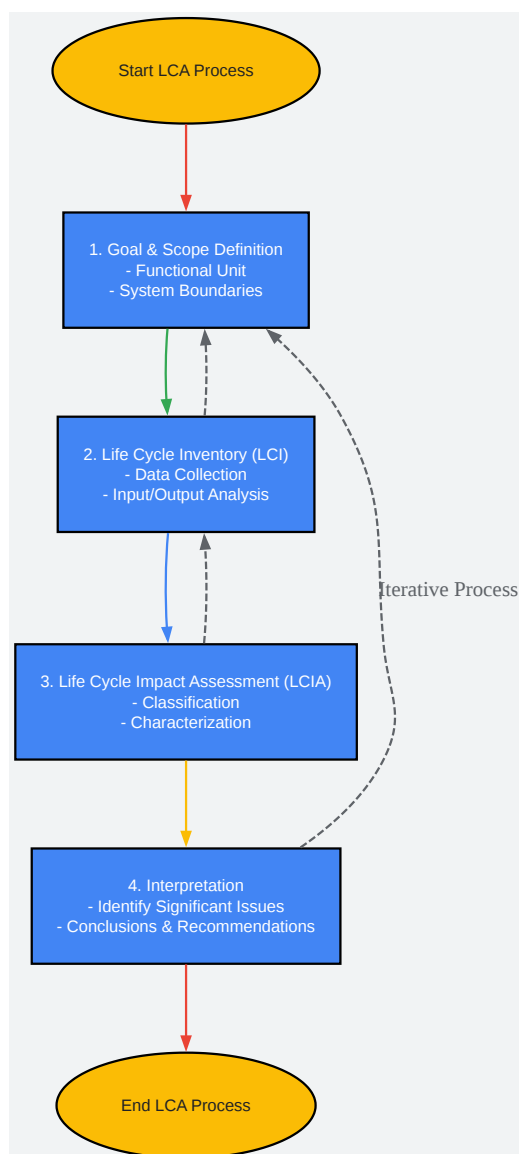 Start LCA Process
1. Goal & Scope Definition
- Functional Unit
- System Boundaries
2. Life Cycle Inventory (LCI)
- Data Collection
- Input/Output Analysis
Iterative Process
3. Life Cycle Impact Assessment (LCIA)
- Classification
- Characterization
4. Interpretation
- Identify Significant Issues
- Conclusions & Recommendations
End LCA Process